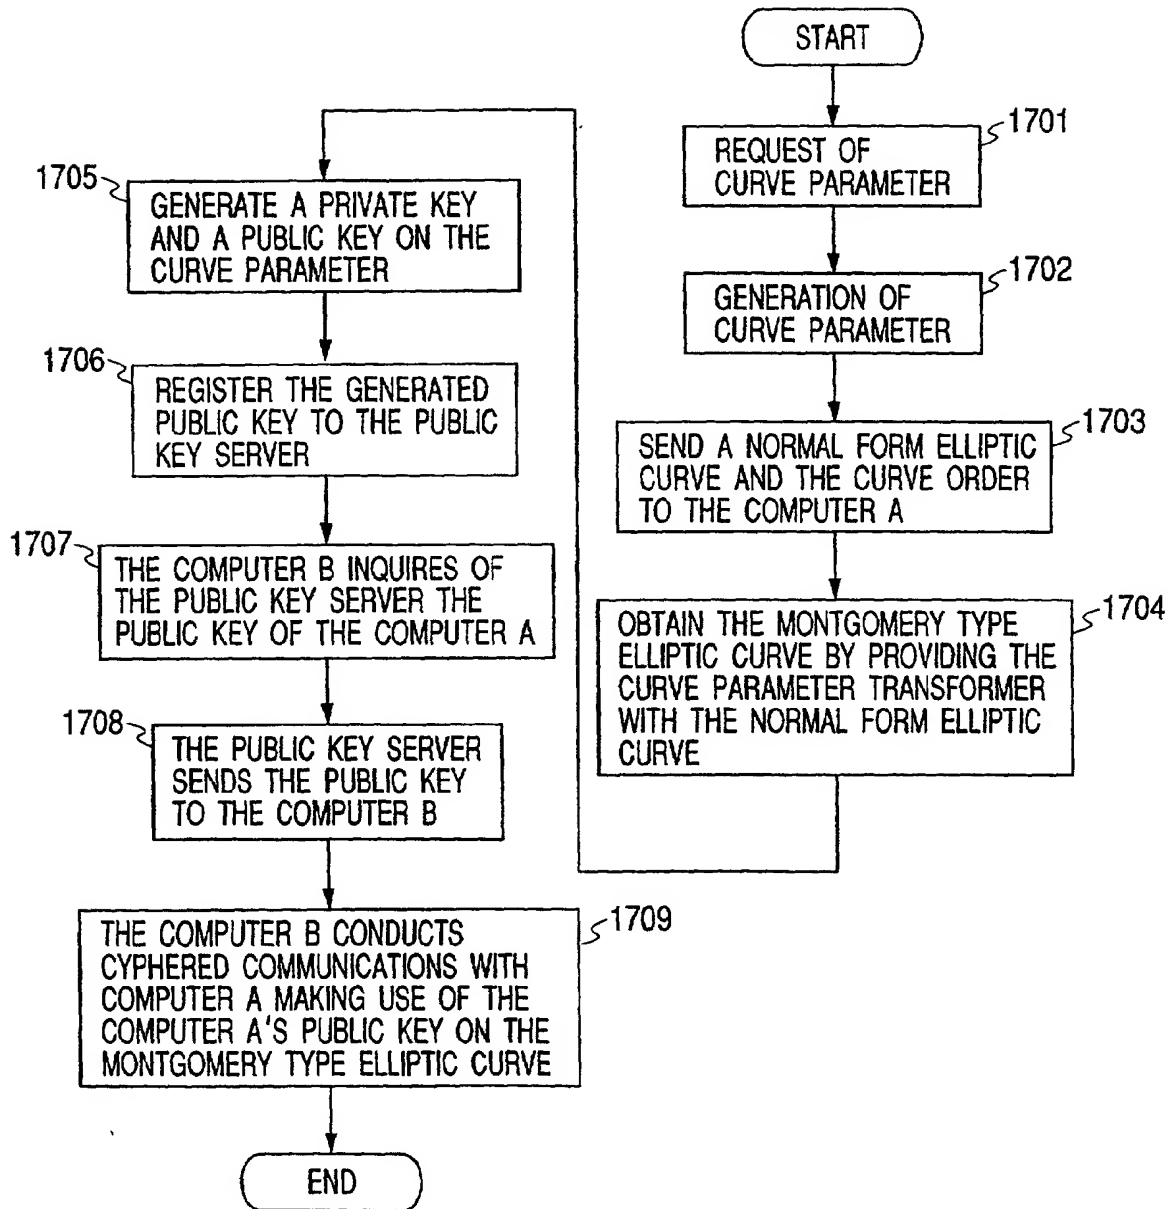 START
1701
REQUEST OF
CURVE PARAMETER
1702
GENERATION OF
CURVE PARAMETER
1703
SEND A NORMAL FORM ELLIPTIC
CURVE AND THE CURVE ORDER
TO THE COMPUTER A
1704
OBTAIN THE MONTGOMERY TYPE
ELLIPTIC CURVE BY PROVIDING THE
CURVE PARAMETER TRANSFORMER
WITH THE NORMAL FORM ELLIPTIC
CURVE
1705
GENERATE A PRIVATE KEY
AND A PUBLIC KEY ON THE
CURVE PARAMETER
1706
REGISTER THE GENERATED
PUBLIC KEY TO THE PUBLIC
KEY SERVER
1707
THE COMPUTER B INQUIRES OF
THE PUBLIC KEY SERVER THE
PUBLIC KEY OF THE COMPUTER A
1708
THE PUBLIC KEY SERVER
SENDS THE PUBLIC KEY
TO THE COMPUTER B
1709
THE COMPUTER B CONDUCTS
CYPHERED COMMUNICATIONS WITH
COMPUTER A MAKING USE OF THE
COMPUTER A'S PUBLIC KEY ON THE
MONTGOMERY TYPE ELLIPTIC CURVE
END